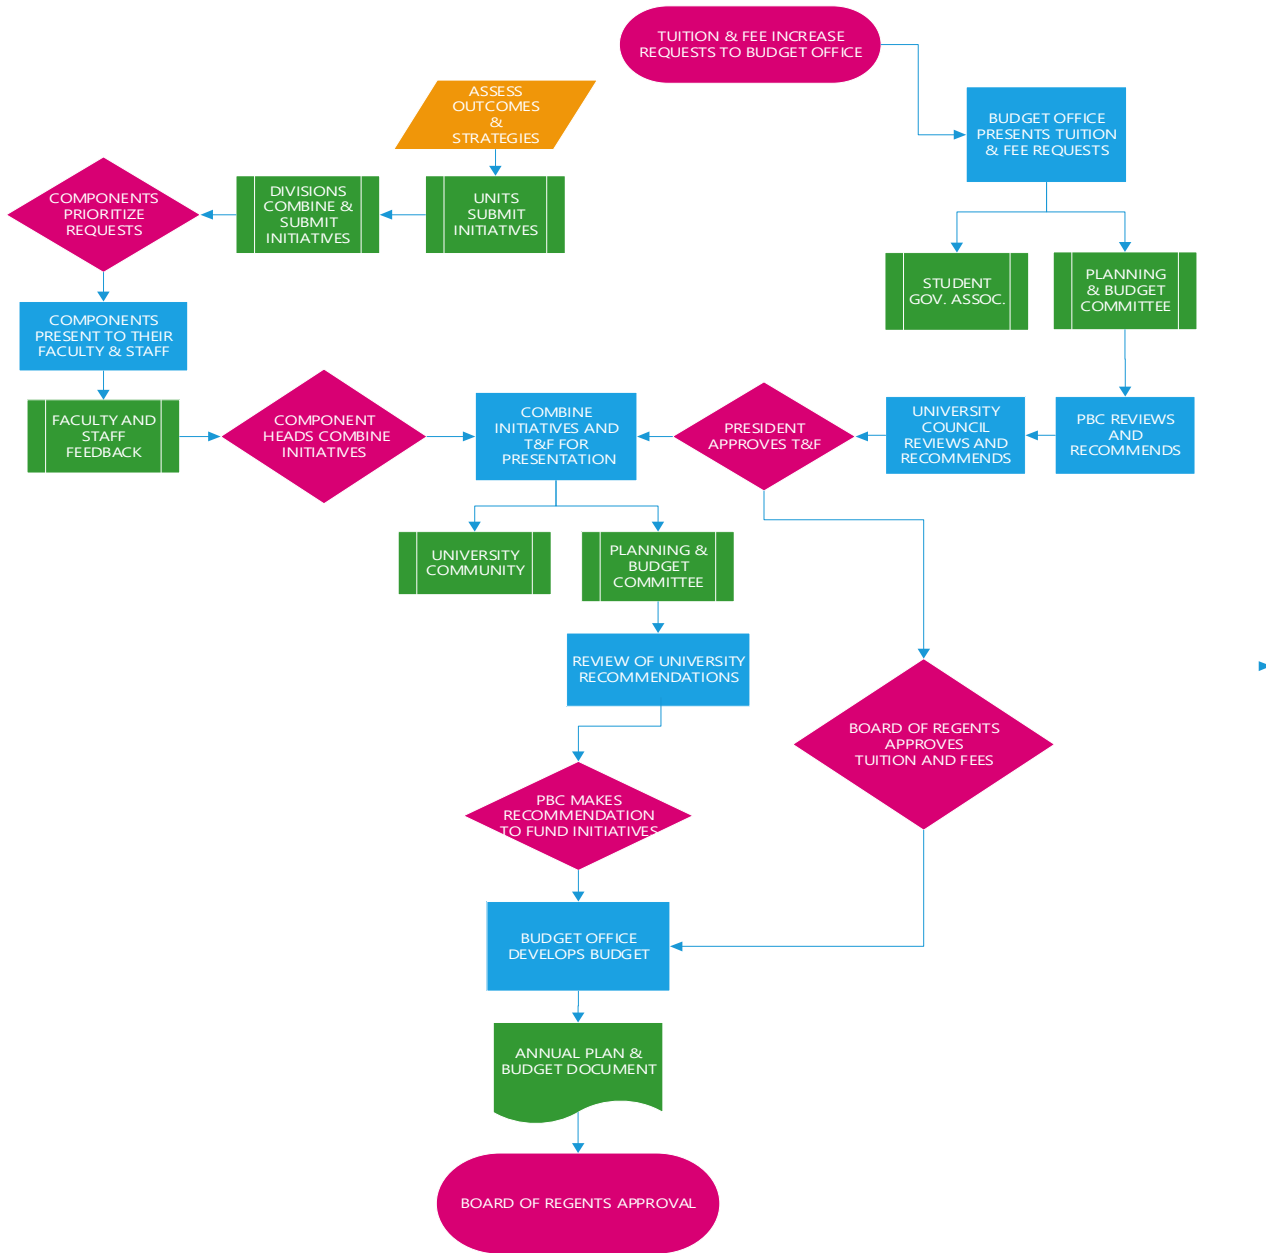 TUITION & FEE INCREASE
REQUESTS TO BUDGET OFFICE
ASSESS
OUTCOMES
&
STRATEGIES
BUDGET OFFICE
PRESENTS TUITION
& FEE REQUESTS
COMPONENTS
PRIORITIZE
REQUESTS
DIVISIONS
COMBINE &
SUBMIT
INITIATIVES
UNITS
SUBMIT
INITIATIVES
STUDENT
GOV. ASSOC.
PLANNING
& BUDGET
COMMITTEE
COMPONENTS
PRESENT TO THEIR
FACULTY & STAFF
FACULTY AND
STAFF
FEEDBACK
COMPONENT
HEADS COMBINE
INITIATIVES
COMBINE
INITIATIVES AND
T&F FOR
PRESENTATION
PRESIDENT
APPROVES T&F
UNIVERSITY
COUNCIL
REVIEWS AND
RECOMMENDS
PBC REVIEWS
AND
RECOMMENDS
UNIVERSITY
COMMUNITY
PLANNING &
BUDGET
COMMITTEE
REVIEW OF UNIVERSITY
RECOMMENDATIONS
BOARD OF REGENTS
APPROVES
TUITION AND FEES
PBC MAKES
RECOMMENDATION
TO FUND INITIATIVES
BUDGET OFFICE
DEVELOPS BUDGET
ANNUAL PLAN &
BUDGET DOCUMENT
BOARD OF REGENTS APPROVAL